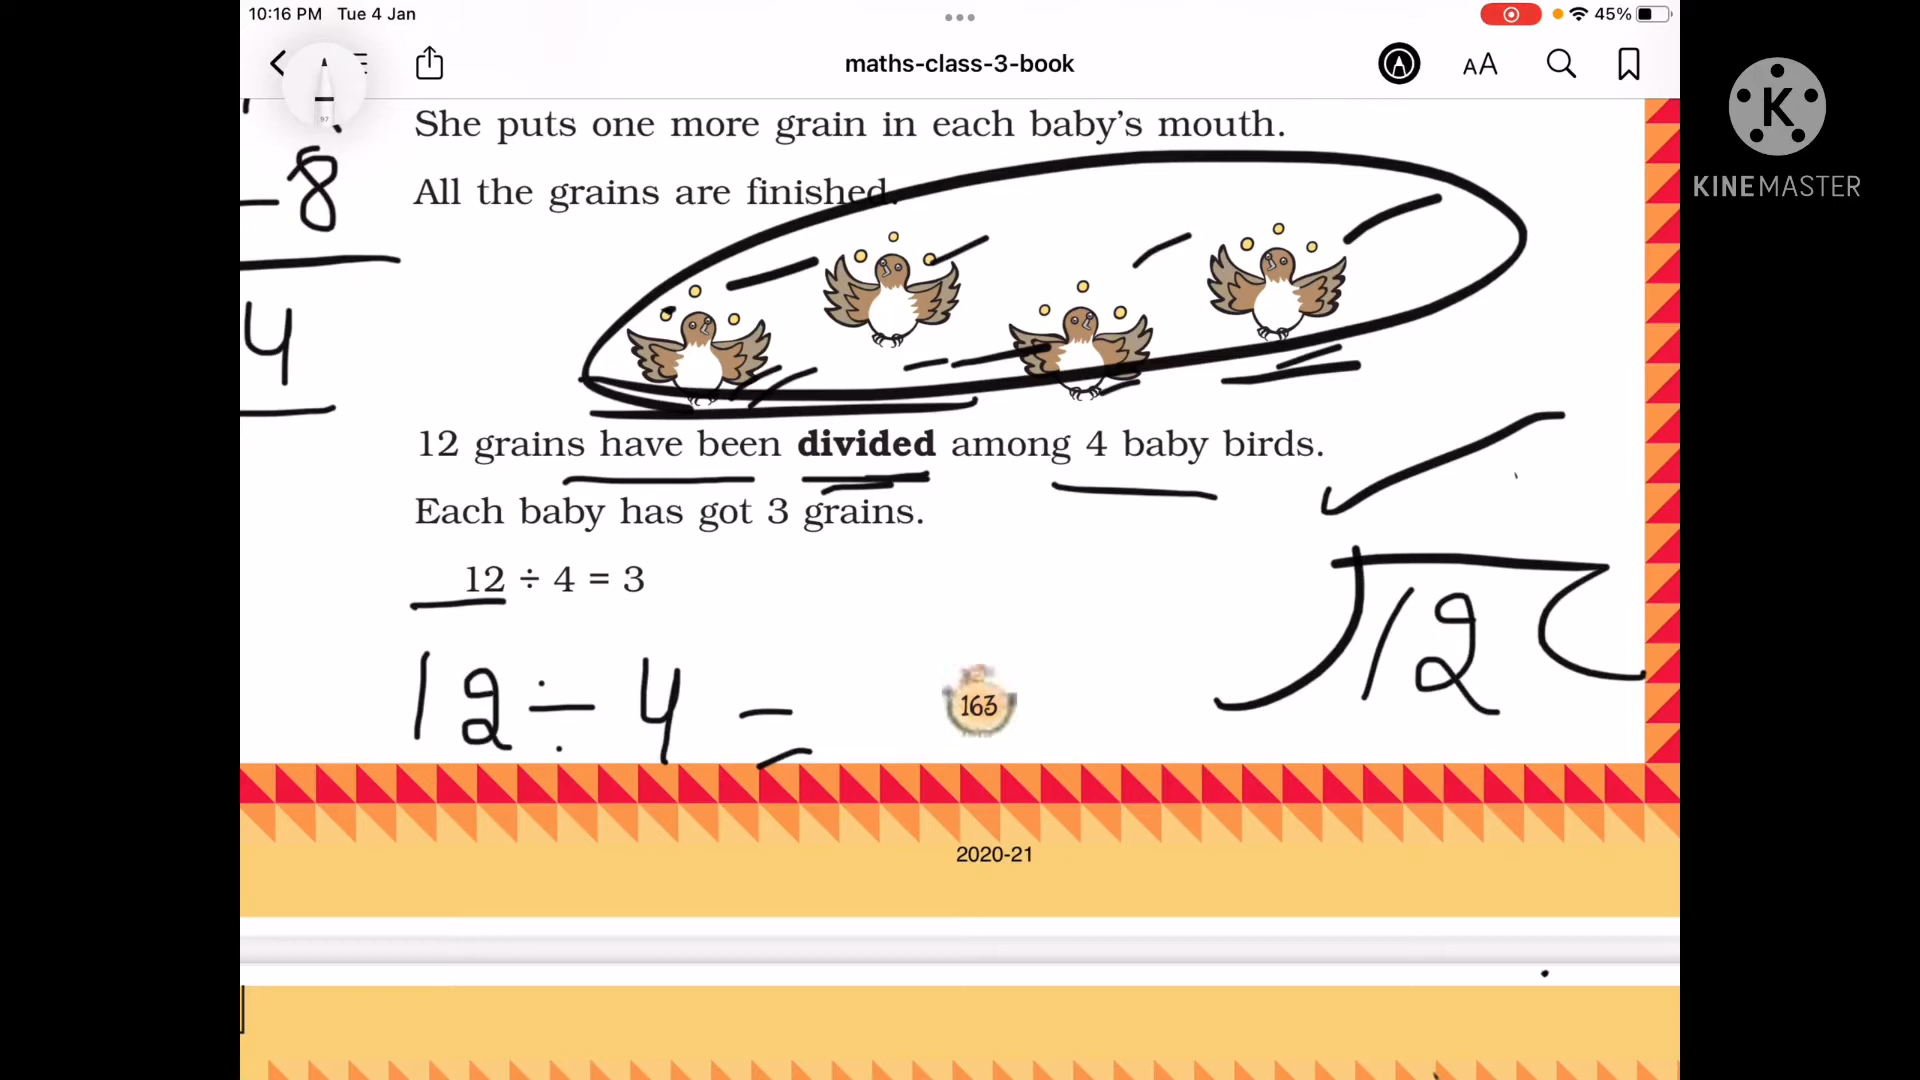 10:16 PM Tue 4 Jan
45%
maths-class-3-book
AA
K
KINEMASTER
97
She puts one more grain in each baby's mouth.
All the grains are finished.
-8
4
12 grains have been divided among 4 baby birds.
Each baby has got 3 grains.
12 ÷ 4 = 3
12 ÷ 4 =
12
163
2020-21